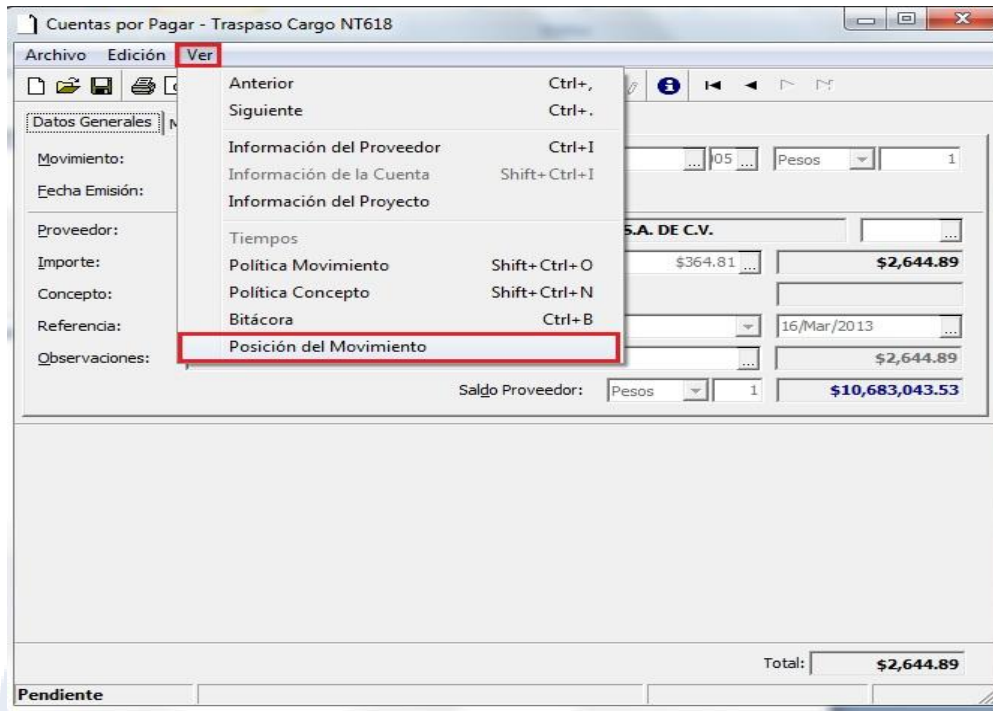 Cuentas por Pagar - Traspaso Cargo NT618
Archivo Edición Ver
Anterior Ctrl+,
Siguiente Ctrl+.
Datos Generales
Información del Proveedor Ctrl+I
Movimiento: Pesos 1
Información de la Cuenta Shift+Ctrl+I
Fecha Emisión:
Información del Proyecto
Proveedor: S.A. DE C.V. ...
Tiempos
Importe: $364.81 ... $2,644.89
Política Movimiento Shift+Ctrl+O
Concepto:
Política Concepto Shift+Ctrl+N
Referencia: 16/Mar/2013 ...
Bitácora Ctrl+B
Posición del Movimiento
Observaciones: ... $2,644.89
Saldo Proveedor: Pesos 1 $10,683,043.53
Total: $2,644.89
Pendiente